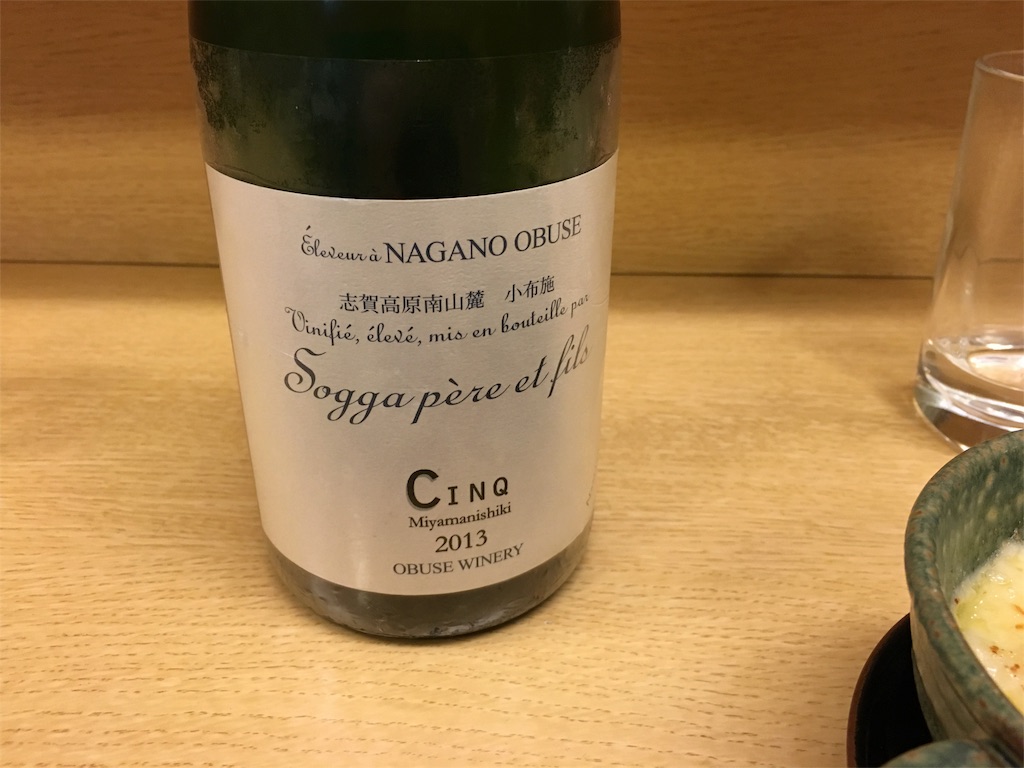 Éleveur à NAGANO OBUSE
志賀高原南山麓 小布施
Vinifié, élevé, mis en bouteille par
Sogga père et fils
CINQ
Miyamanishiki
2013
OBUSE WINERY